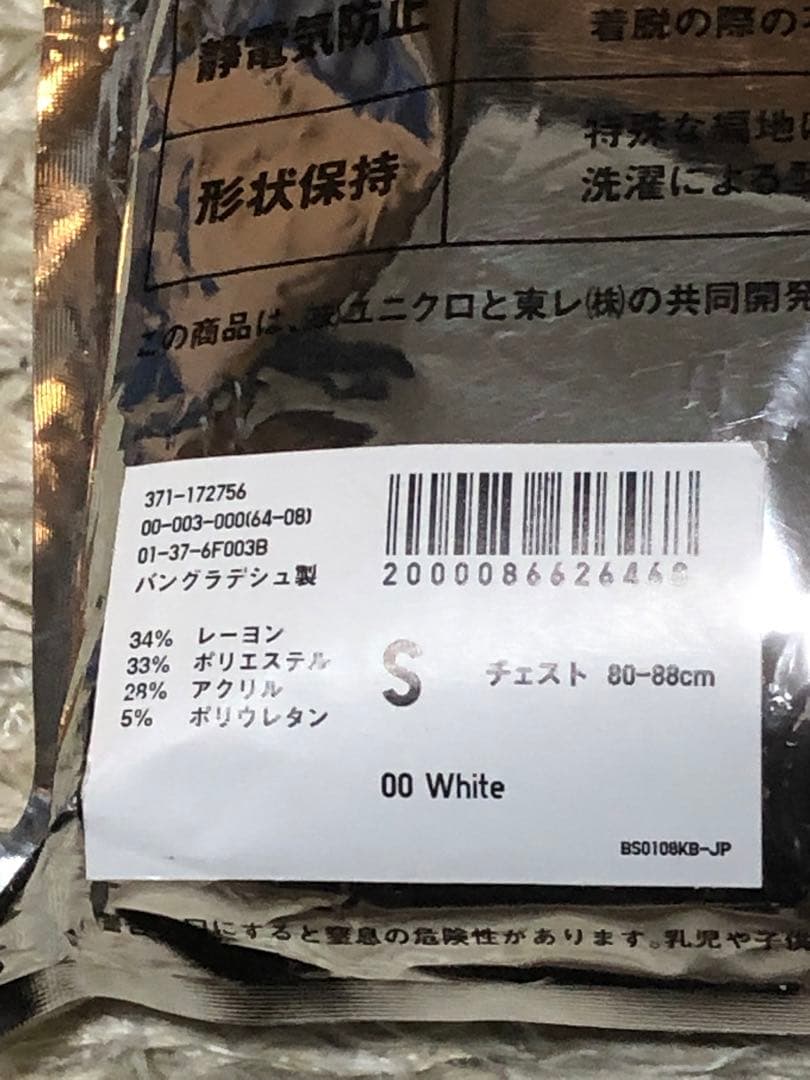 静電気防止
着脱の際の
形状保持
特殊な編地
洗濯による
この商品は、㈱ユニクロと東レ㈱の共同開発
371-172756
00-003-000(64-08)
01-37-6F003B
バングラデシュ製
200008662646
34% レーヨン
33% ポリエステル
28% アクリル
5% ポリウレタン
S チェスト 80-88cm
00 White
BS0108KB-JP
にすると窒息の危険性があります。乳児や子供